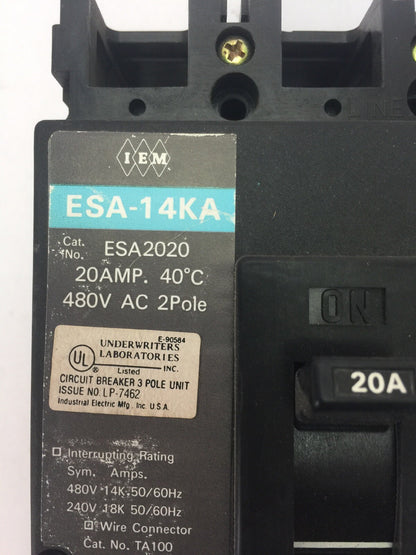 LINE
IEM
ESA-14KA
Cat. No. ESA2020
20AMP. 40°C
480V AC 2Pole
E-90584
UNDERWRITERS
LABORATORIES
INC.
UL ®
Listed
CIRCUIT BREAKER 3 POLE UNIT
ISSUE NO. LP-7462
Industrial Electric Mfg. Inc. U.S.A.
Interrupting Rating
Sym. Amps.
480V 14K 50/60Hz
240V 18K 50/60Hz
Wire Connector
Cat. No. TA100
ON
20A